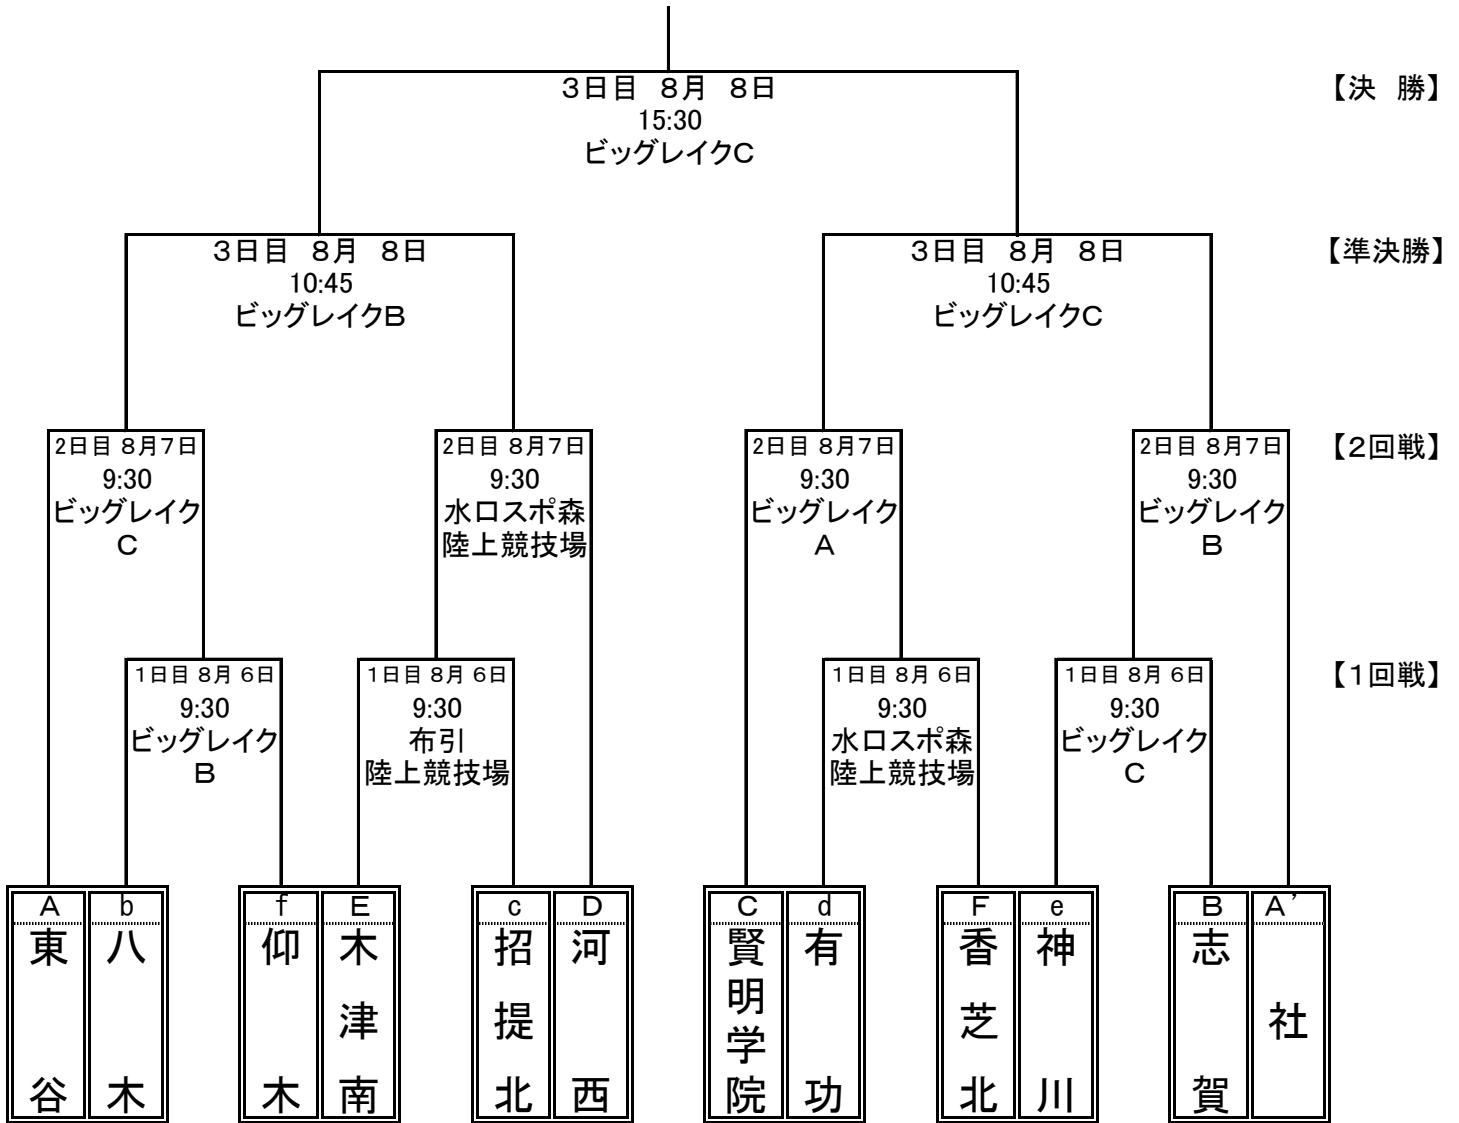 ３日目　８月　８日
【決　勝】
15:30
ビッグレイクC
３日目　８月　８日
３日目　８月　８日
【準決勝】
10:45
10:45
ビッグレイクB
ビッグレイクC
2日目 ８月７日
2日目 ８月７日
2日目 ８月７日
2日目 ８月７日
【２回戦】
9:30
9:30
9:30
9:30
ビッグレイク
C
水口スポ森
陸上競技場
ビッグレイク
A
ビッグレイク
B
１日目 ８月 ６日
１日目 ８月 ６日
１日目 ８月 ６日
１日目 ８月 ６日
【１回戦】
9:30
9:30
9:30
9:30
ビッグレイク
B
布引
陸上競技場
水口スポ森
陸上競技場
ビッグレイク
C
A
東谷
b
八木
f
仰木
E
木津南
c
招提北
D
河西
C
賢明学院
d
有功
F
香芝北
e
神川
B
志賀
A’
社